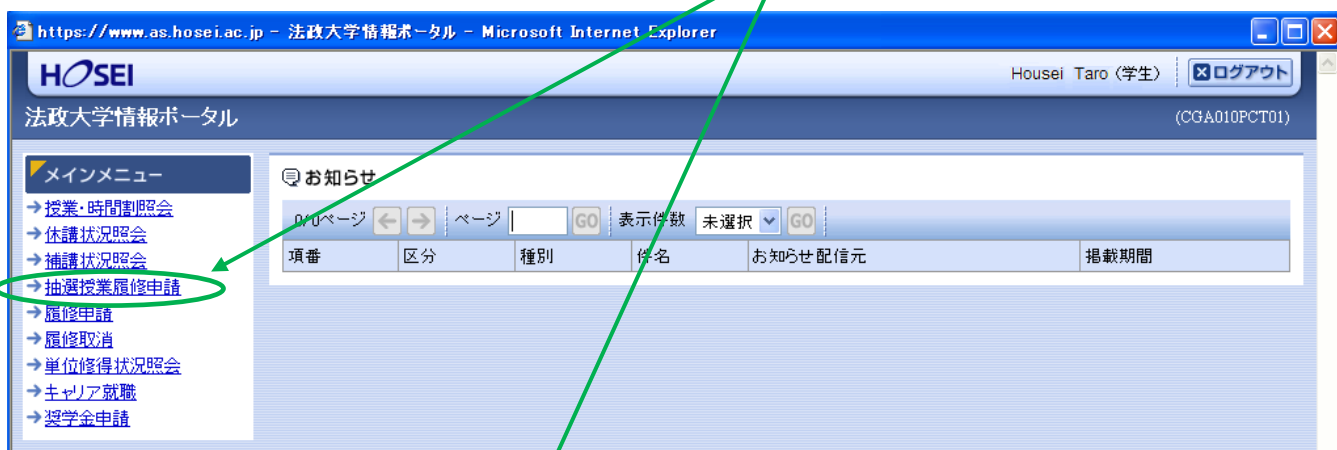 https://www.as.hosei.ac.jp - 法政大学情報ポータル - Microsoft Internet Explorer
HOSEI
Housei Taro (学生) ログアウト
法政大学情報ポータル
(CGA010PCT01)
メインメニュー
授業・時間割照会
休講状況照会
補講状況照会
抽選授業履修申請
履修申請
履修取消
単位修得状況照会
キャリア就職
奨学金申請
お知らせ
0/0ページ ページ GO 表示件数 未選択 GO
項番 区分 種別 件名 お知らせ配信元 掲載期間